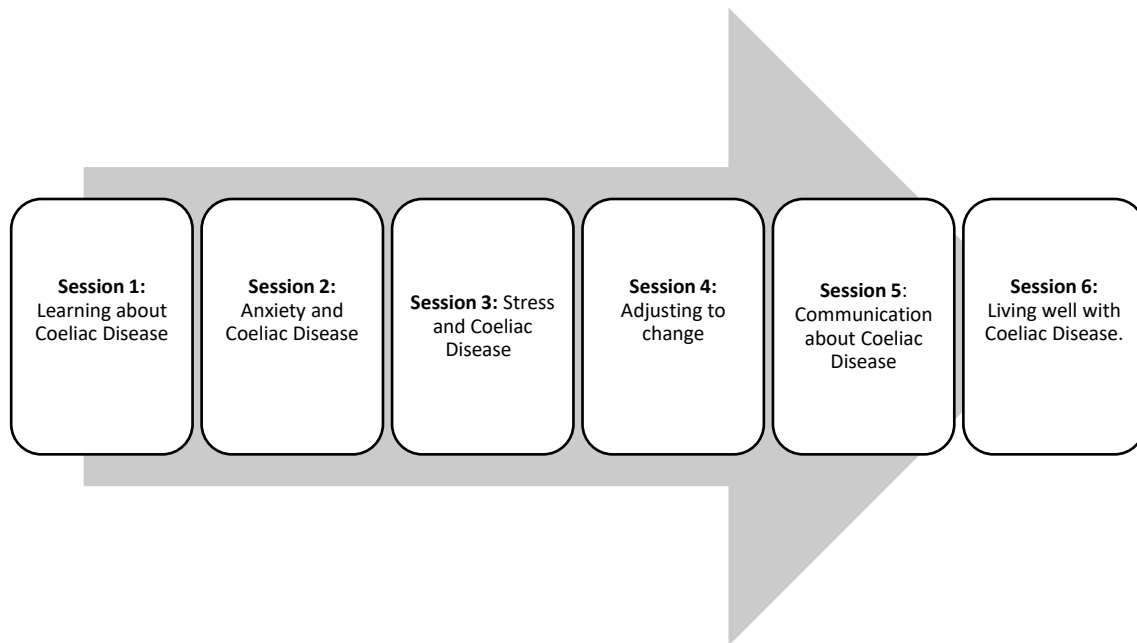 Session 1:
Learning about
Coeliac Disease
Session 2:
Anxiety and
Coeliac Disease
Session 3: Stress
and Coeliac
Disease
Session 4:
Adjusting to
change
Session 5:
Communication
about Coeliac
Disease
Session 6:
Living well with
Coeliac Disease.